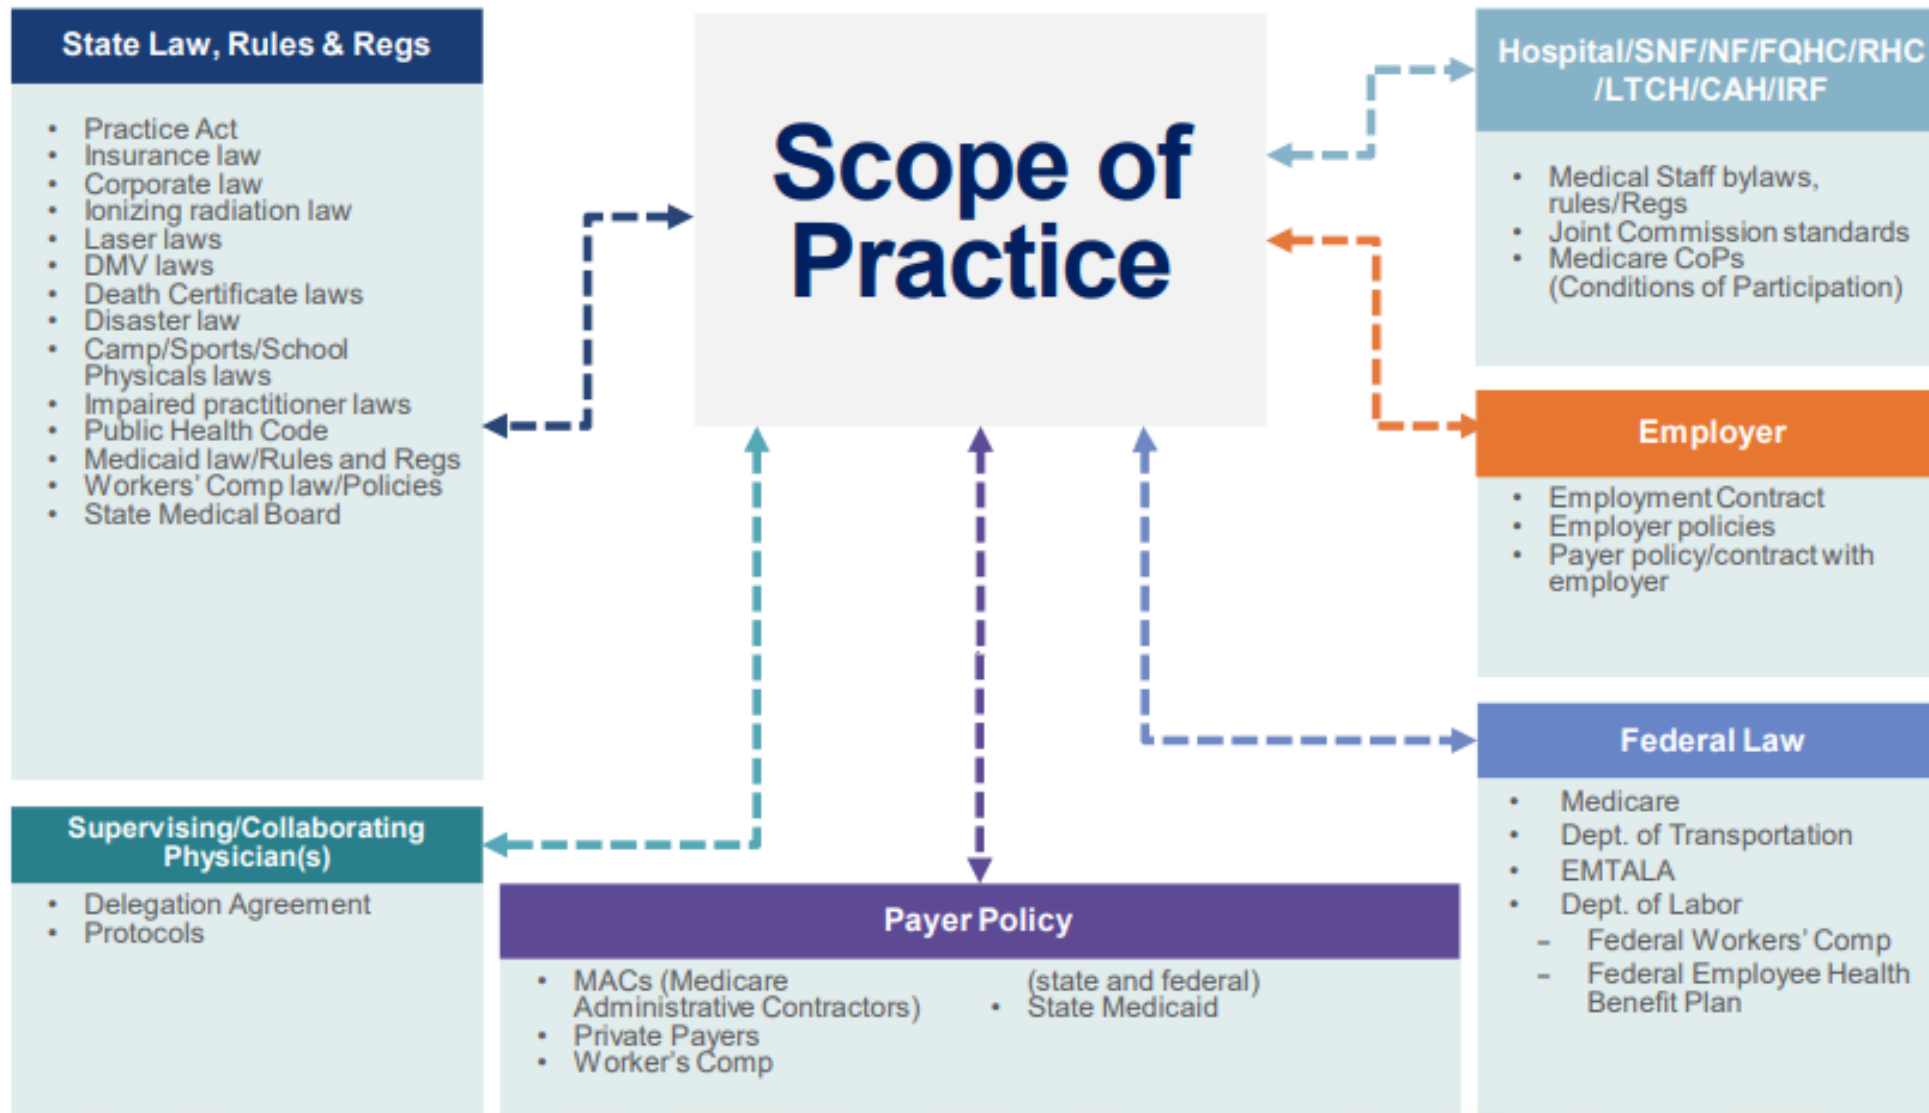 State Law, Rules & Regs
• Practice Act
• Insurance law
• Corporate law
• Ionizing radiation law
• Laser laws
• DMV laws
• Death Certificate laws
• Disaster law
• Camp/Sports/School
Physicals laws
• Impaired practitioner laws
• Public Health Code
• Medicaid law/Rules and Regs
• Workers' Comp law/Policies
• State Medical Board
Scope of
Practice
Hospital/SNF/NF/FQHC/RHC
/LTCH/CAH/IRF
• Medical Staff bylaws,
rules/Regs
• Joint Commission standards
• Medicare CoPs
(Conditions of Participation)
Employer
• Employment Contract
• Employer policies
• Payer policy/contract with
employer
Federal Law
• Medicare
• Dept. of Transportation
• EMTALA
• Dept. of Labor
– Federal Workers' Comp
– Federal Employee Health
Benefit Plan
Supervising/Collaborating
Physician(s)
• Delegation Agreement
• Protocols
Payer Policy
• MACs (Medicare
Administrative Contractors)
• Private Payers
• Worker's Comp
(state and federal)
• State Medicaid